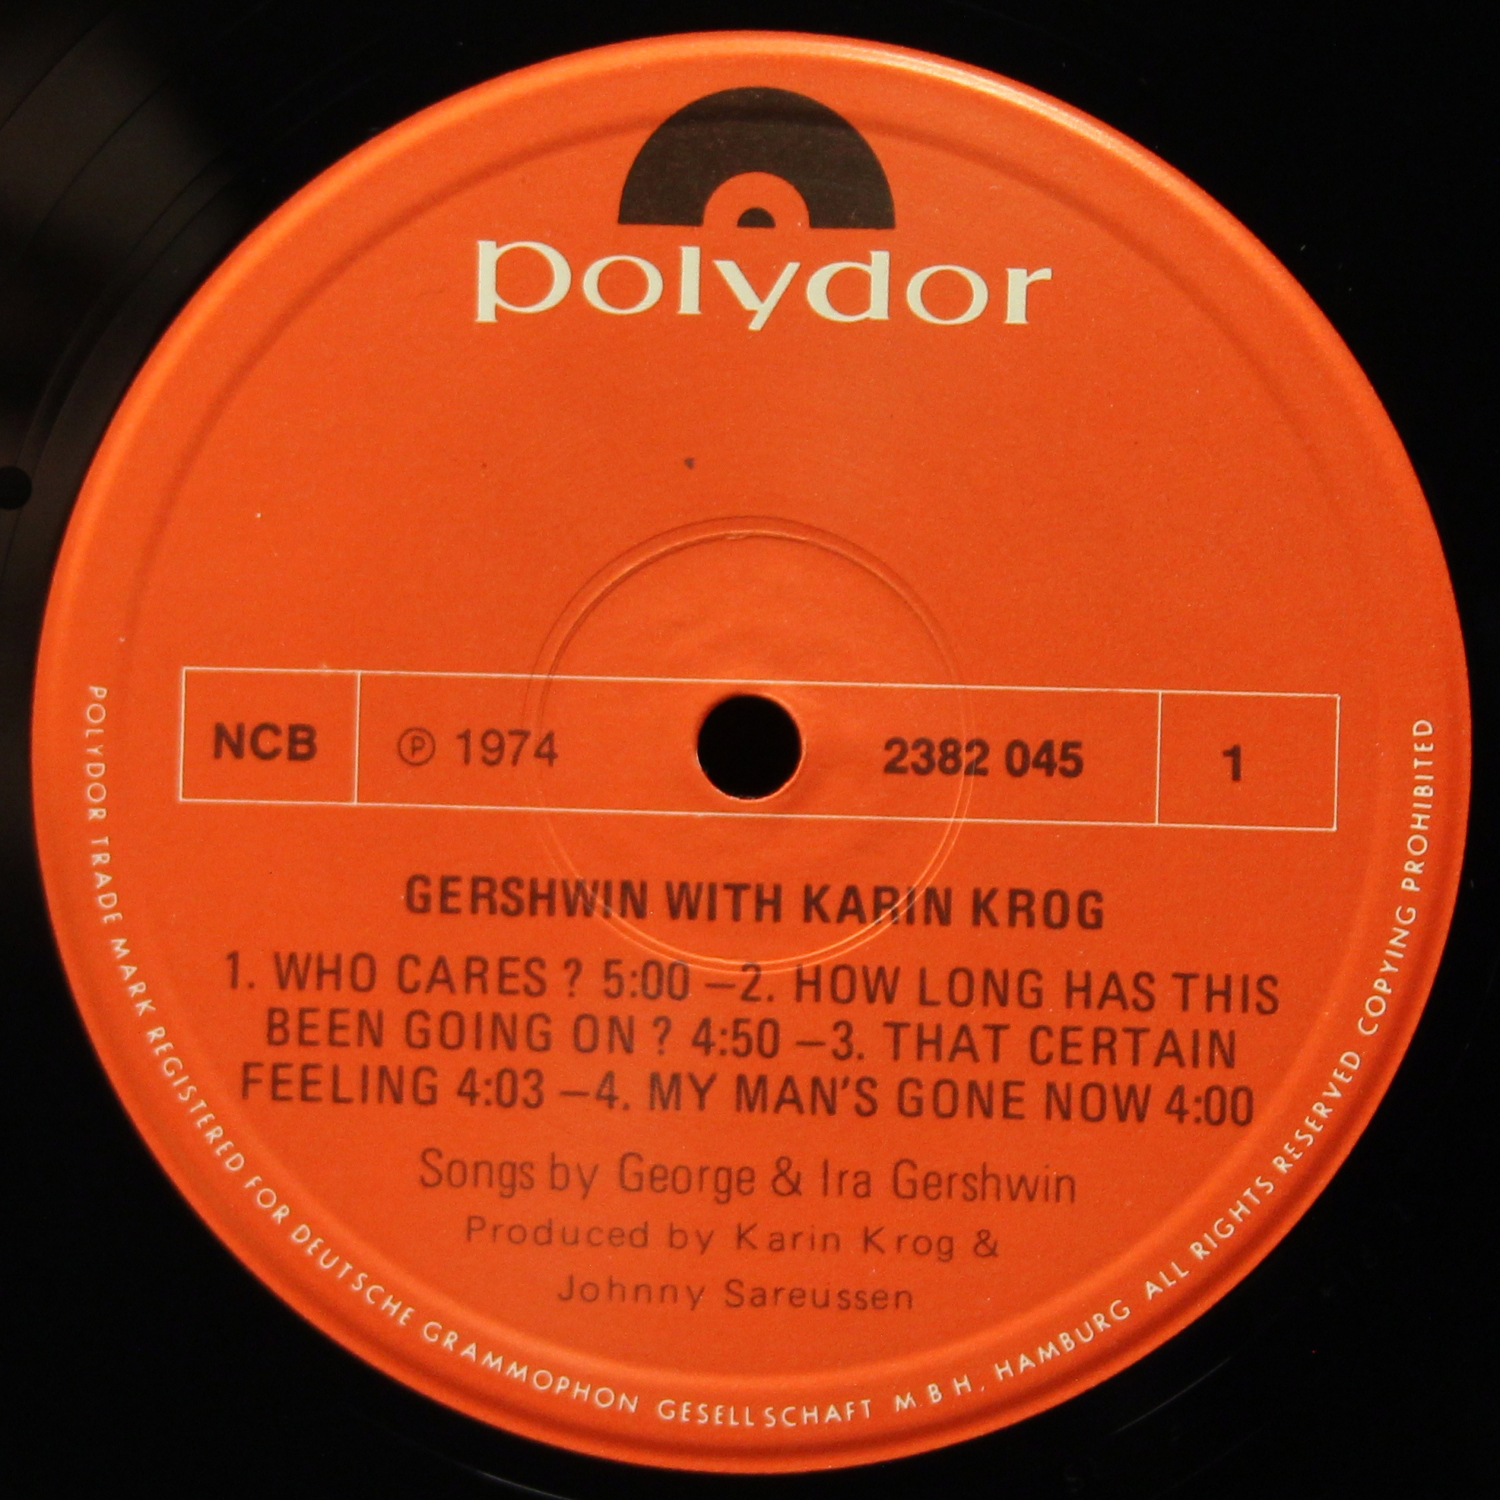 polydor
NCB ℗ 1974 2382 045 1
GERSHWIN WITH KARIN KROG
1. WHO CARES ? 5:00 –2. HOW LONG HAS THIS
BEEN GOING ON ? 4:50 –3. THAT CERTAIN
FEELING 4:03 –4. MY MAN'S GONE NOW 4:00
Songs by George & Ira Gershwin
Produced by Karin Krog &
Johnny Sareussen
POLYDOR TRADE MARK REGISTERED FOR DEUTSCHE GRAMMOPHON GESELLSCHAFT M.B.H. HAMBURG ALL RIGHTS RESERVED COPYING PROHIBITED